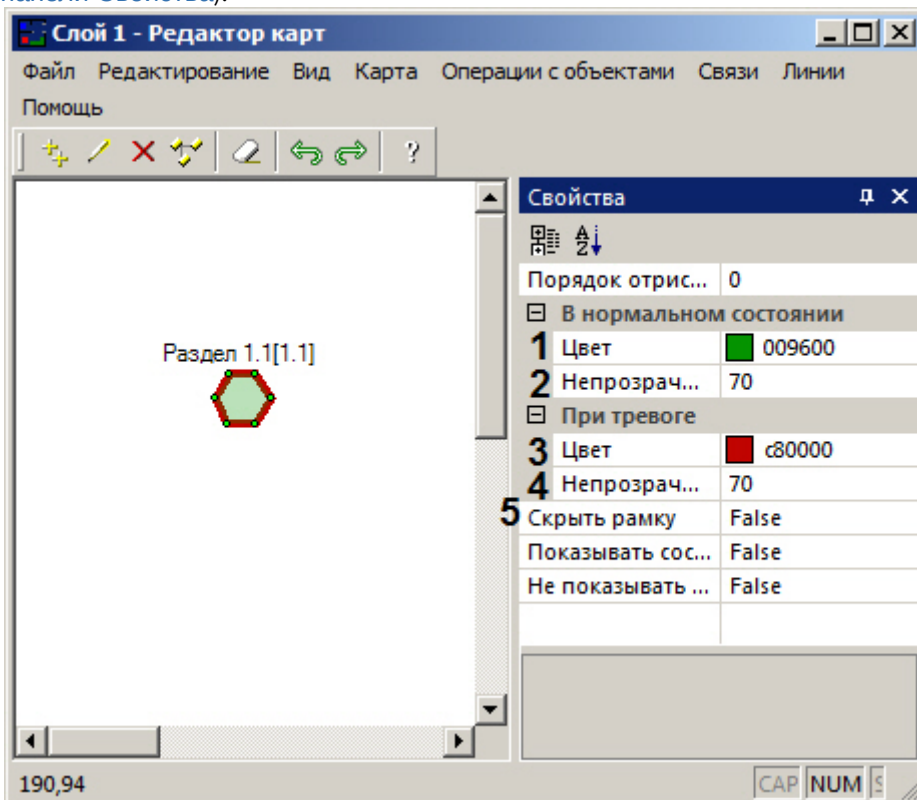 панели Свойства).
Слой 1 - Редактор карт
Файл Редактирование Вид Карта Операции с объектами Связи Линии
Помощь
?
Свойства
A
Z
Порядок отрис... 0
В нормальном состоянии
1 Цвет 009600
2 Непрозрач... 70
При тревоге
3 Цвет c80000
4 Непрозрач... 70
5 Скрыть рамку False
Показывать сос... False
Не показывать ... False
Раздел 1.1[1.1]
190,94
CAP NUM S